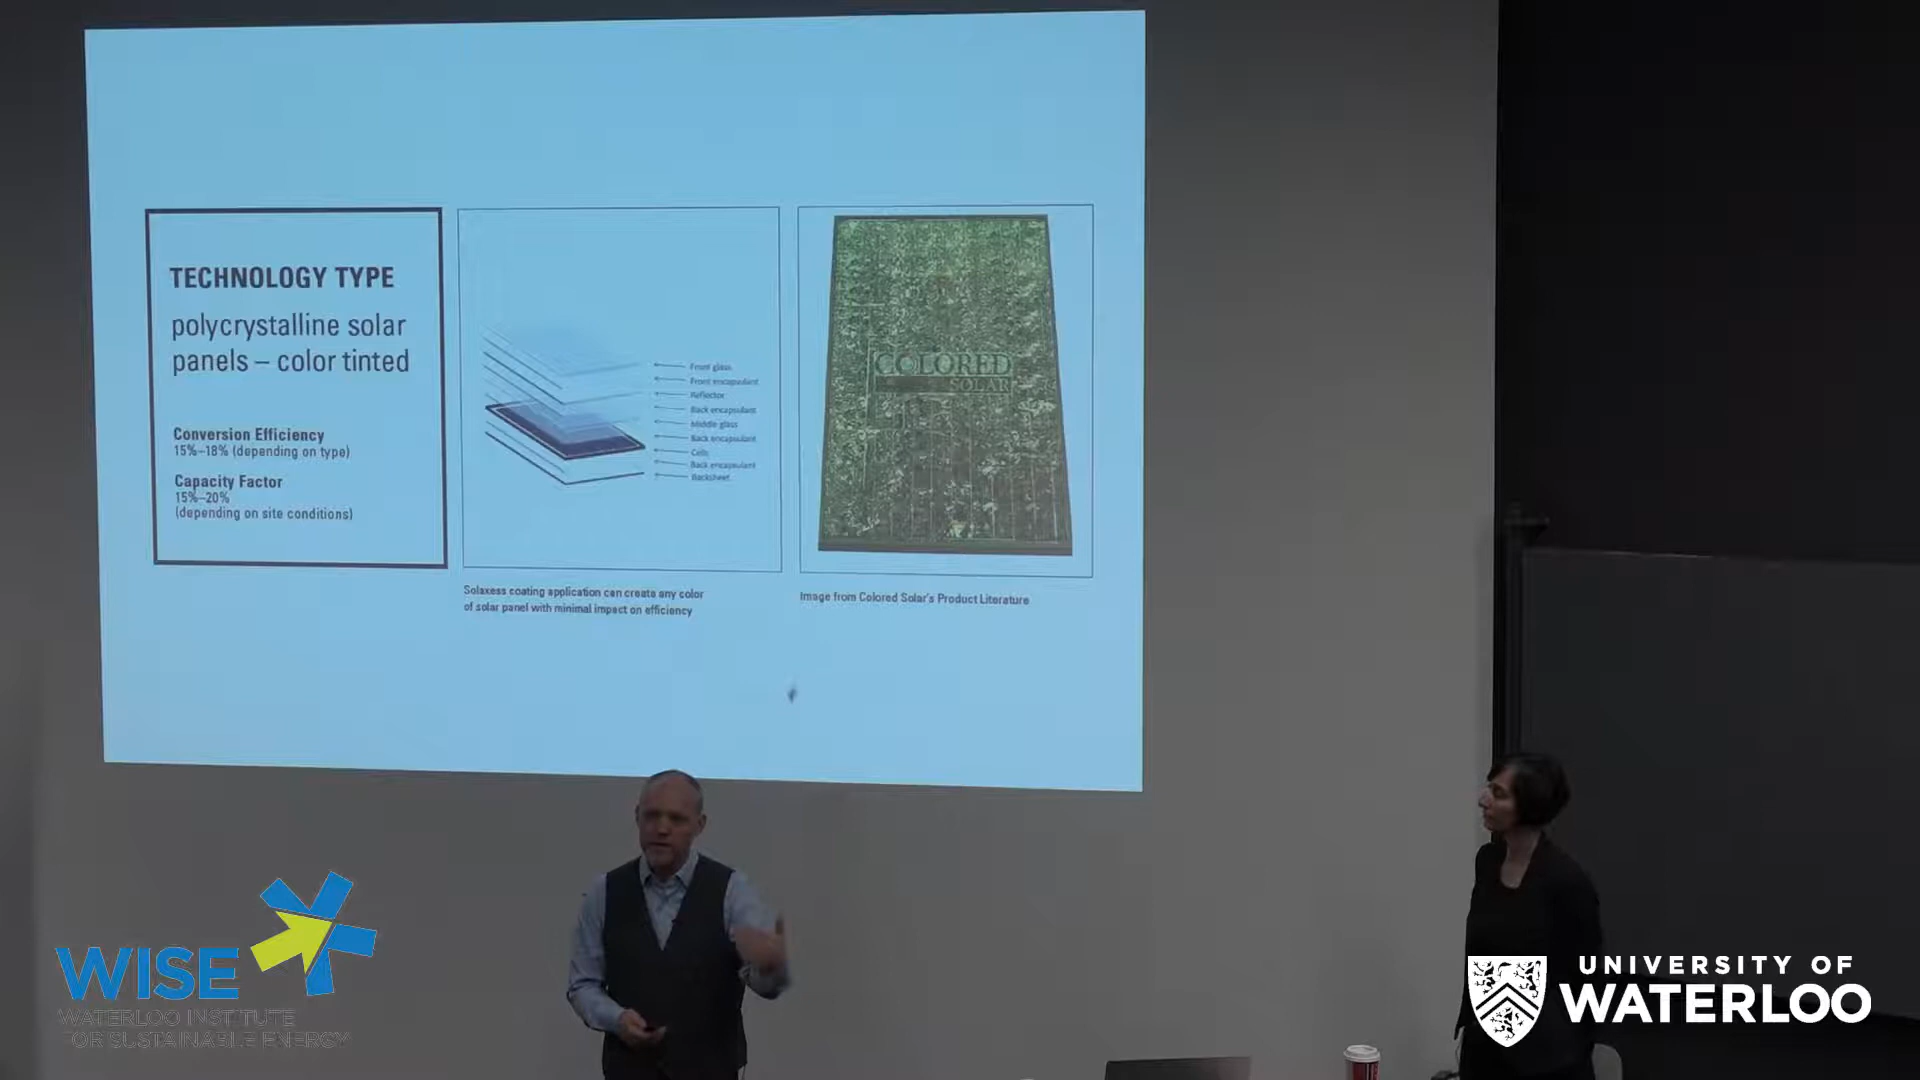 TECHNOLOGY TYPE
polycrystalline solar
panels – color tinted
Conversion Efficiency
15%–18% (depending on type)
Capacity Factor
15%–20%
(depending on site conditions)
Front glass
Front encapsulant
Reflector
Back encapsulant
Middle glass
Back encapsulant
Cells
Back encapsulant
Backsheet
Solaxess coating application can create any color
of solar panel with minimal impact on efficiency
COLORED
SOLAR
Image from Colored Solar's Product Literature
WISE
WATERLOO INSTITUTE
FOR SUSTAINABLE ENERGY
UNIVERSITY OF
WATERLOO